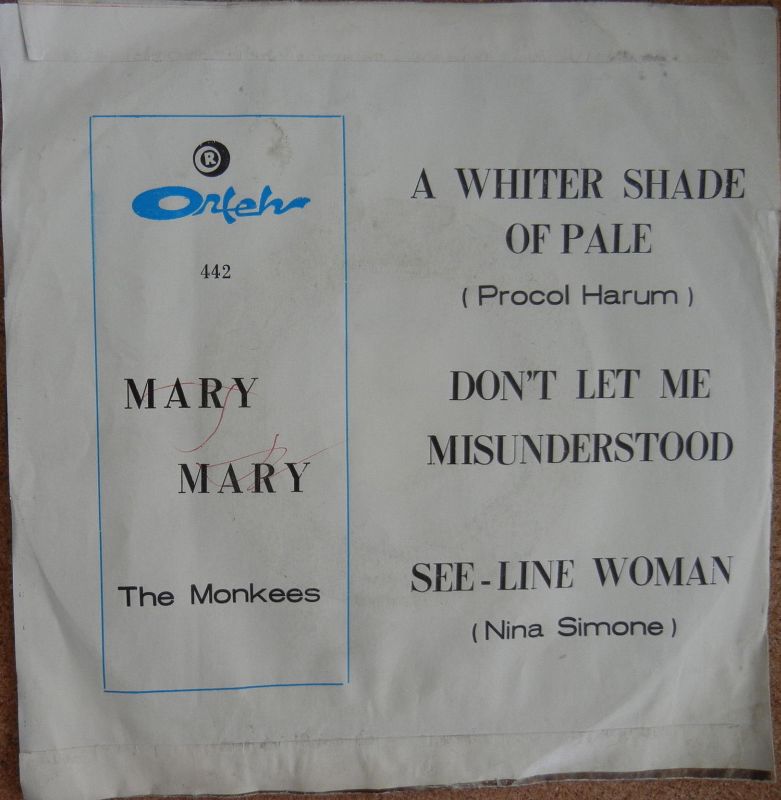 ®
Orfeh
442
MARY
MARY
The Monkees
A WHITER SHADE
OF PALE
( Procol Harum )
DON'T LET ME
MISUNDERSTOOD
SEE-LINE WOMAN
( Nina Simone )